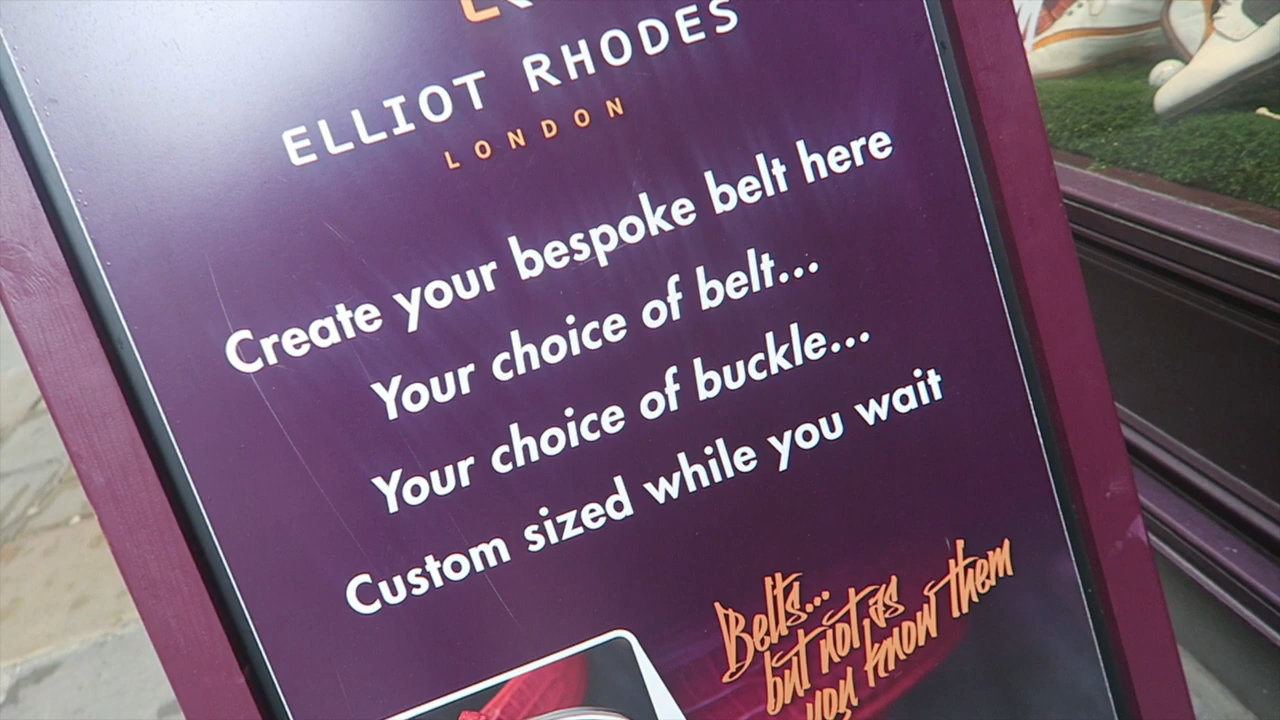 ELLIOT RHODES
LONDON
Create your bespoke belt here
Your choice of belt...
Your choice of buckle...
Custom sized while you wait
Belts...
but not as
you know them